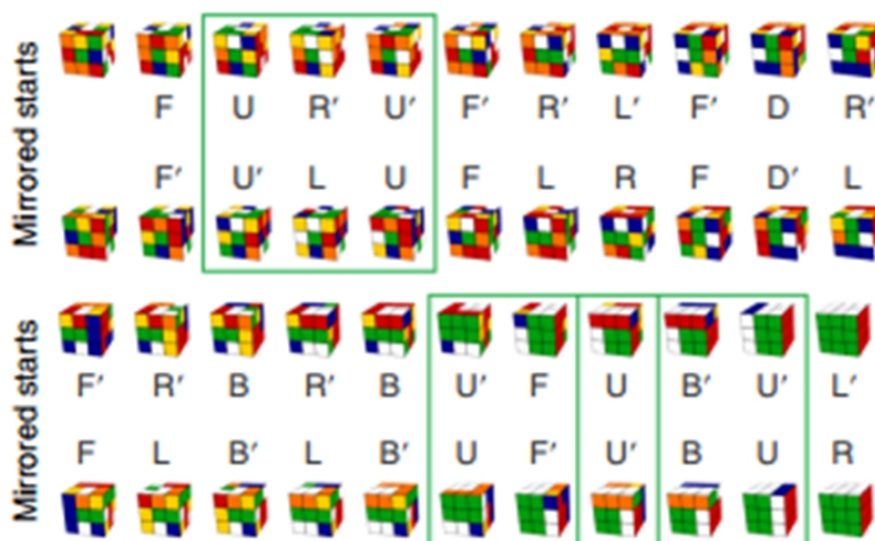 Mirrored starts
F U R′ U′ F′ R′ L′ F′ D R′
F′ U′ L U F L R F D′ L
Mirrored starts
F′ R′ B R′ B U′ F U B′ U′ L′
F L B′ L B′ U F′ U′ B U R